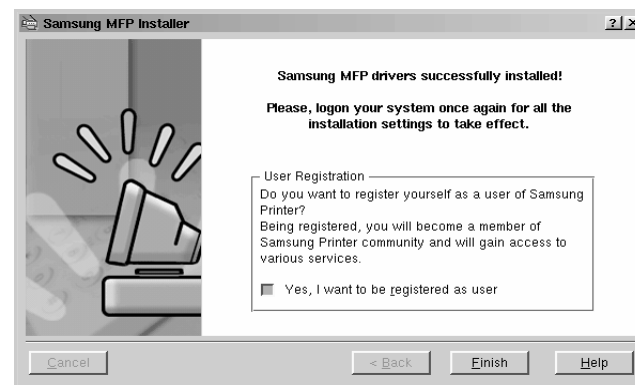 Samsung MFP Installer
Samsung MFP drivers successfully installed!
Please, logon your system once again for all the
installation settings to take effect.
User Registration
Do you want to register yourself as a user of Samsung
Printer?
Being registered, you will become a member of
Samsung Printer community and will gain access to
various services.
Yes, I want to be registered as user
Cancel
< Back
Finish
Help